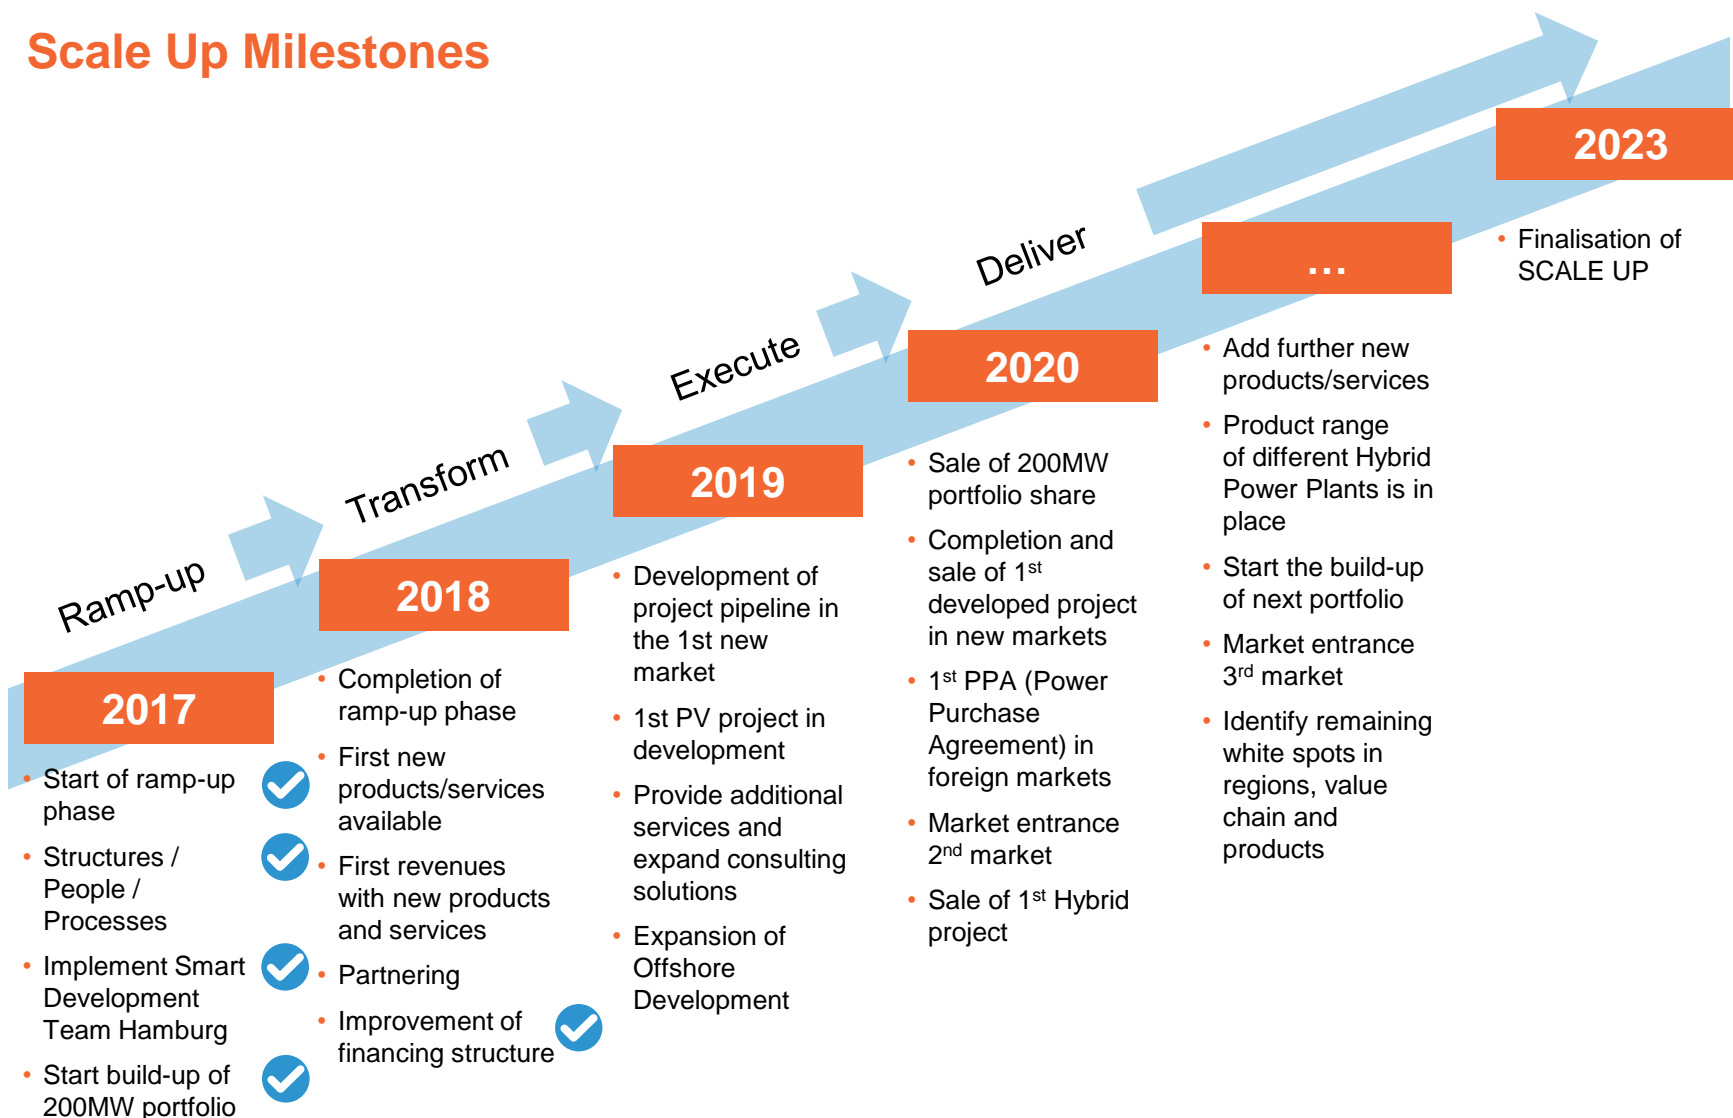 Scale Up Milestones
Ramp-up
Transform
Execute
Deliver
2017
• Start of ramp-up
phase
• Structures /
People /
Processes
• Implement Smart
Development
Team Hamburg
• Start build-up of
200MW portfolio
2018
• Completion of
ramp-up phase
• First new
products/services
available
• First revenues
with new products
and services
• Partnering
• Improvement of
financing structure
2019
• Development of
project pipeline in
the 1st new
market
• 1st PV project in
development
• Provide additional
services and
expand consulting
solutions
• Expansion of
Offshore
Development
2020
• Sale of 200MW
portfolio share
• Completion and
sale of 1st
developed project
in new markets
• 1st PPA (Power
Purchase
Agreement) in
foreign markets
• Market entrance
2nd market
• Sale of 1st Hybrid
project
...
• Add further new
products/services
• Product range
of different Hybrid
Power Plants is in
place
• Start the build-up
of next portfolio
• Market entrance
3rd market
• Identify remaining
white spots in
regions, value
chain and
products
2023
• Finalisation of
SCALE UP